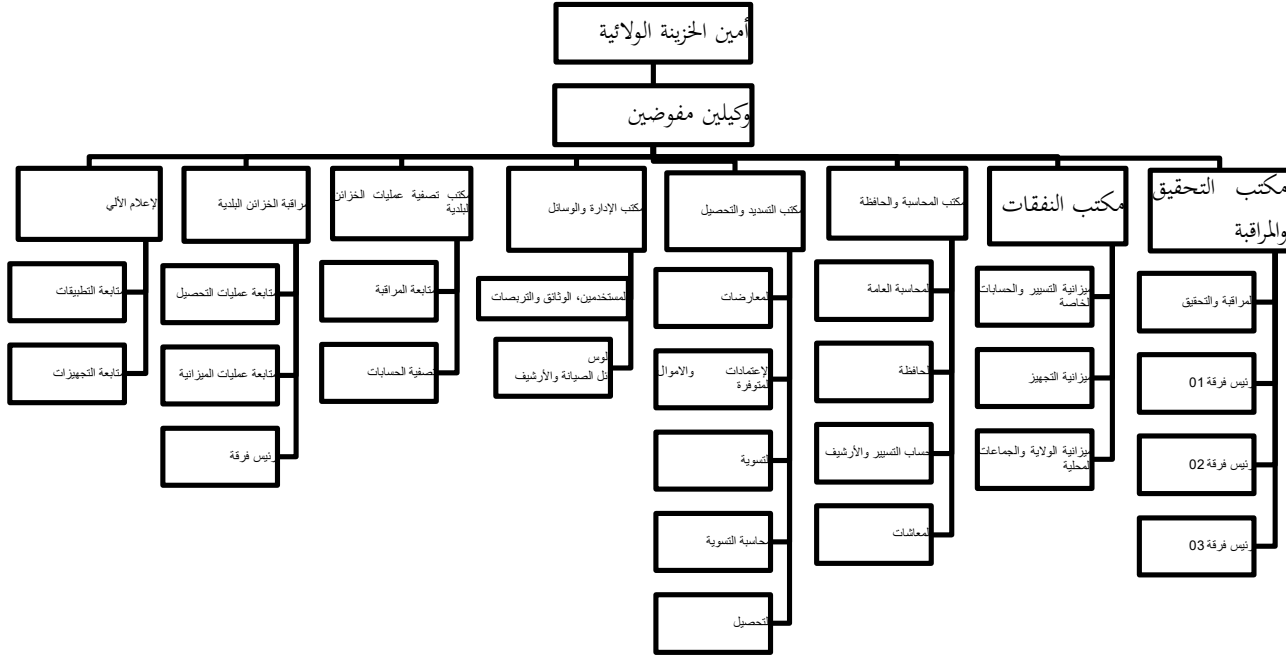 أمين الخزينة الولائية
وكيلين مفوضين
مكتب التحقيق
والمراقبة
المراقبة والتحقيق
رئيس فرقة 01
رئيس فرقة 02
رئيس فرقة 03
مكتب النفقات
ميزانية التسيير والحسابات
الخاصة
ميزانية التجهيز
ميزانية الولاية والجماعات
المحلية
مكتب المحاسبة والحافظة
المحاسبة العامة
الحافظة
حساب التسيير والأرشيف
المعاشات
مكتب التسديد والتحصيل
المعارضات
الإعتمادات والاموال
المتوفرة
التسوية
محاسبة التسوية
التحصيل
مكتب الإدارة والوسائل
المستخدمين، الوثائق والتربصات
الوس
ئل الصيانة والأرشيف
مكتب تصفية عمليات الخزائن
البلدية
متابعة المراقبة
تصفية الحسابات
مراقبة الخزائن البلدية
متابعة عمليات التحصيل
متابعة عمليات الميزانية
رئيس فرقة
الإعلام الألي
متابعة التطبيقات
متابعة التجهيزات